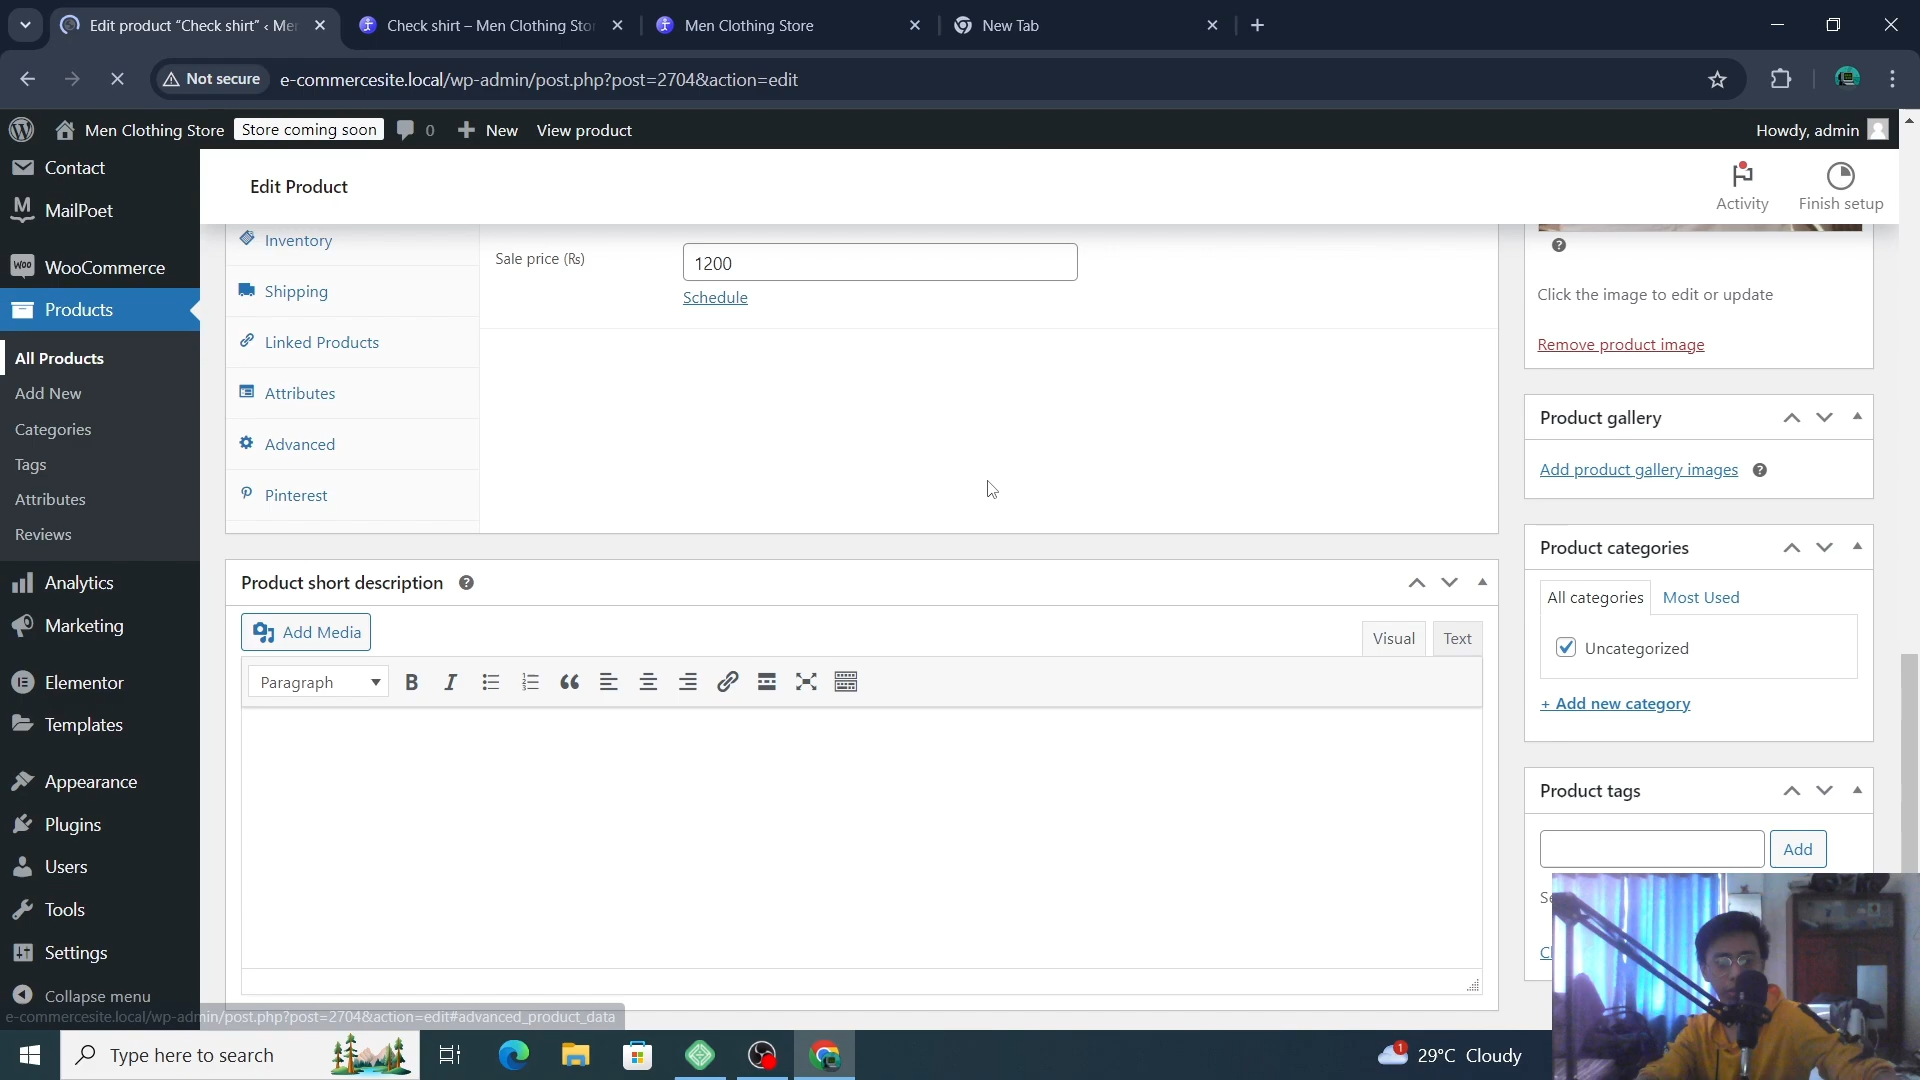 Edit product “Check shirt” ‹ Mer
Check shirt – Men Clothing Stor
Men Clothing Store
New Tab
Not secure
e-commercesite.local/wp-admin/post.php?post=2704&action=edit
Men Clothing Store
Store coming soon
0
New
View product
Howdy, admin
Contact
MailPoet
WooCommerce
Products
All Products
Add New
Categories
Tags
Attributes
Reviews
Analytics
Marketing
Elementor
Templates
Appearance
Plugins
Users
Tools
Settings
Collapse menu
Edit Product
Activity
Finish setup
Inventory
Shipping
Linked Products
Attributes
Advanced
Pinterest
Sale price (₨)
1200
Schedule
Product short description
Add Media
Visual
Text
Paragraph
Click the image to edit or update
Remove product image
Product gallery
Add product gallery images
Product categories
All categories
Most Used
Uncategorized
+ Add new category
Product tags
Add
e-commercesite.local/wp-admin/post.php?post=2704&action=edit#advanced_product_data
Type here to search
1
29°C Cloudy